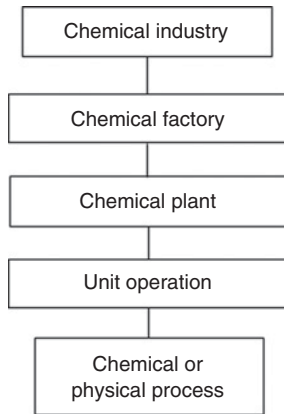 Chemical industry
Chemical factory
Chemical plant
Unit operation
Chemical or
physical process